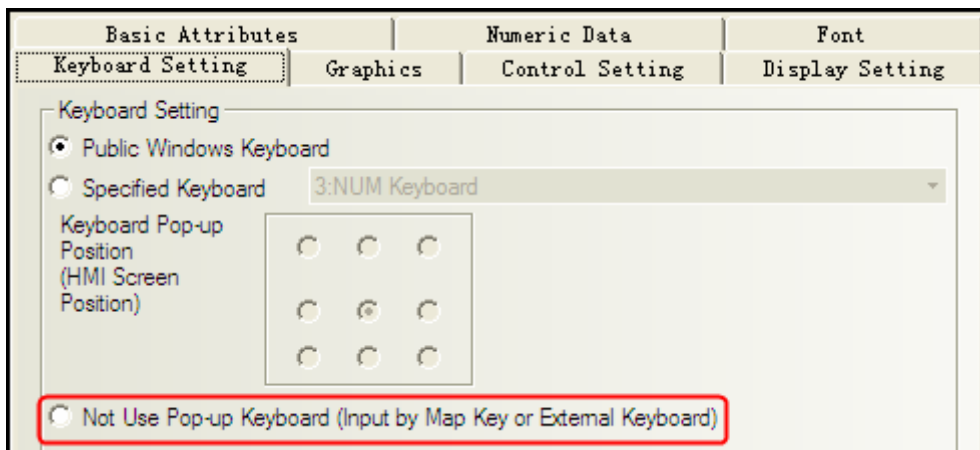 Basic Attributes
Numeric Data
Font
Keyboard Setting
Graphics
Control Setting
Display Setting
Keyboard Setting
Public Windows Keyboard
Specified Keyboard
3:NUM Keyboard
Keyboard Pop-up
Position
(HMI Screen
Position)
Not Use Pop-up Keyboard (Input by Map Key or External Keyboard)